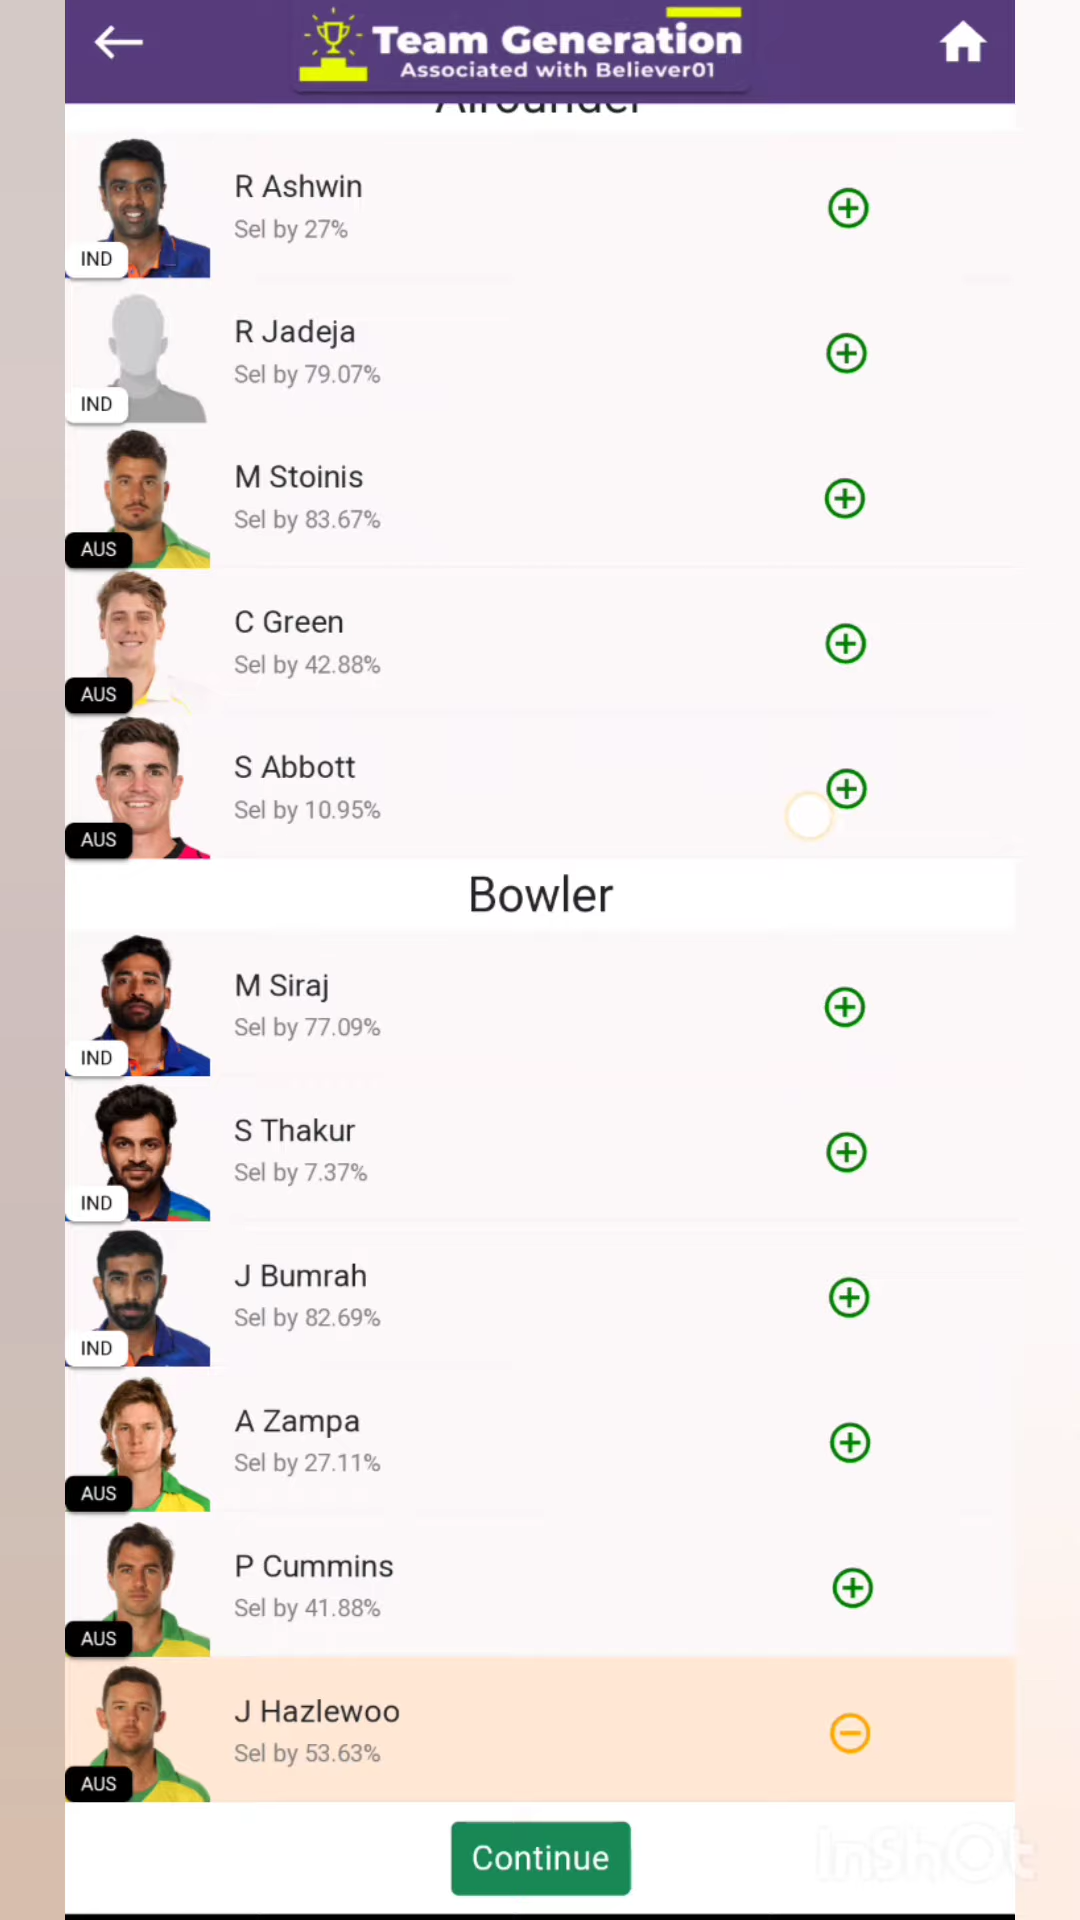 Team Generation
Associated with Believer01
Alrounder
R Ashwin
Sel by 27%
IND
R Jadeja
Sel by 79.07%
IND
M Stoinis
Sel by 83.67%
AUS
C Green
Sel by 42.88%
AUS
S Abbott
Sel by 10.95%
AUS
Bowler
M Siraj
Sel by 77.09%
IND
S Thakur
Sel by 7.37%
IND
J Bumrah
Sel by 82.69%
IND
A Zampa
Sel by 27.11%
AUS
P Cummins
Sel by 41.88%
AUS
J Hazlewoo
Sel by 53.63%
AUS
Continue
InShOt